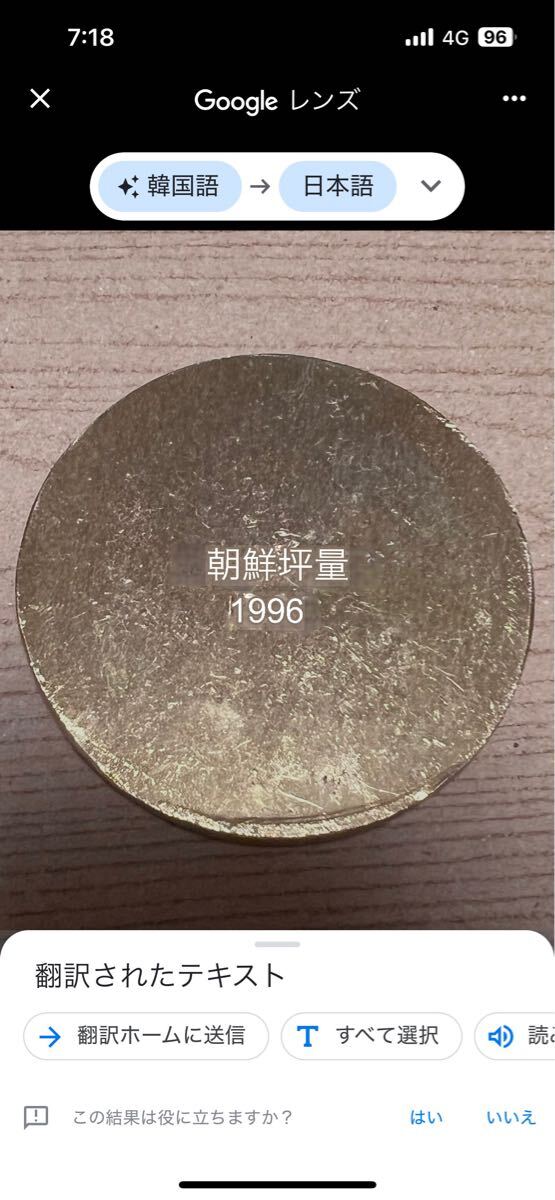 7:18
4G 96
Google レンズ
韓国語 → 日本語
朝鮮坪量
1996
翻訳されたテキスト
翻訳ホームに送信
すべて選択
読
この結果は役に立ちますか？
はい
いいえ